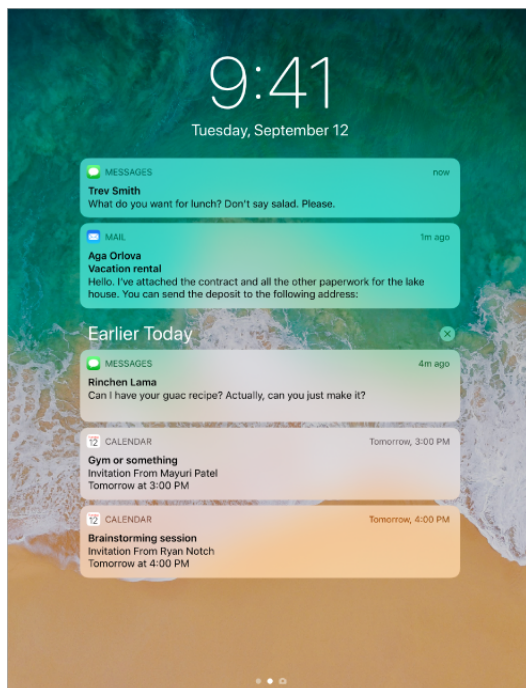 9:41
Tuesday, September 12
MESSAGES now
Trev Smith
What do you want for lunch? Don't say salad. Please.
MAIL 1m ago
Aga Orlova
Vacation rental
Hello. I've attached the contract and all the other paperwork for the lake
house. You can send the deposit to the following address:
Earlier Today
MESSAGES 4m ago
Rinchen Lama
Can I have your guac recipe? Actually, can you just make it?
12 CALENDAR Tomorrow, 3:00 PM
Gym or something
Invitation From Mayuri Patel
Tomorrow at 3:00 PM
12 CALENDAR Tomorrow, 4:00 PM
Brainstorming session
Invitation From Ryan Notch
Tomorrow at 4:00 PM